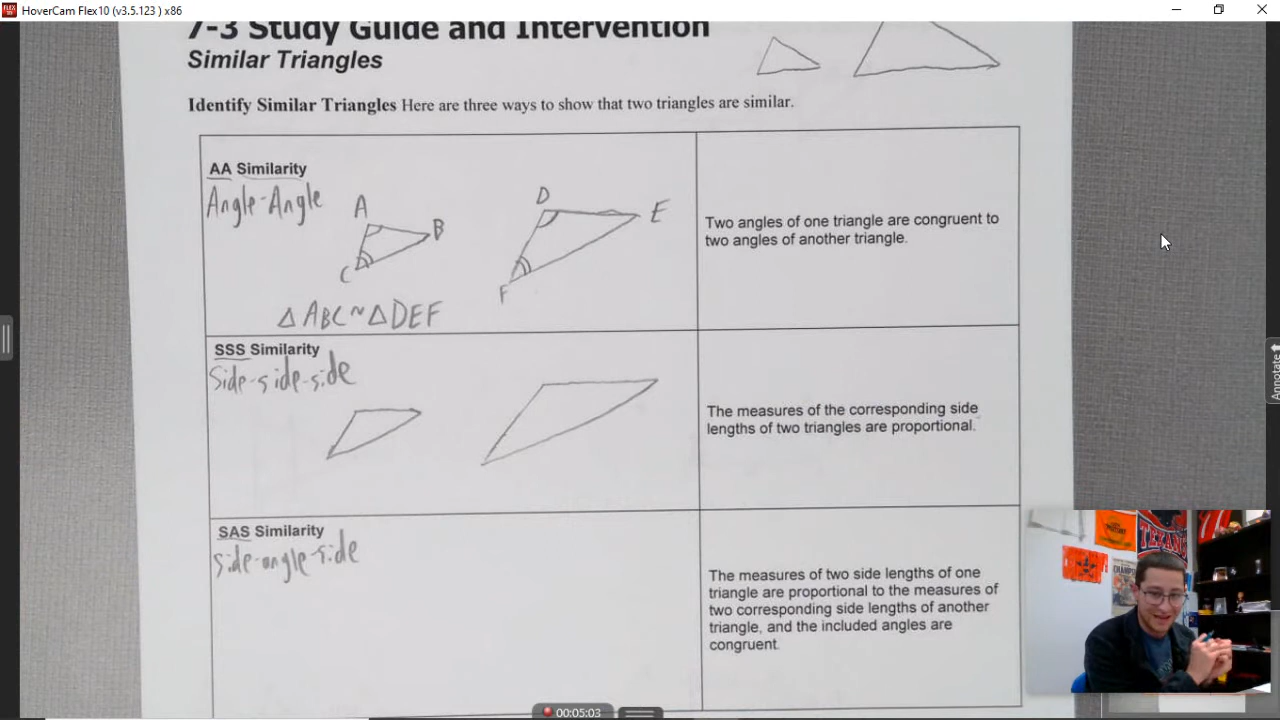 HoverCam Flex10 (v3.5.123 ) x86
7-3 Study Guide and Intervention
Similar Triangles
Identify Similar Triangles Here are three ways to show that two triangles are similar.
AA Similarity
Angle-Angle
A
B
C
D
E
F
△ABC~△DEF
Two angles of one triangle are congruent to
two angles of another triangle.
SSS Similarity
Side-side-side
The measures of the corresponding side
lengths of two triangles are proportional.
SAS Similarity
side-angle-side
The measures of two side lengths of one
triangle are proportional to the measures of
two corresponding side lengths of another
triangle, and the included angles are
congruent.
Annotate
TEXANS
00:05:03